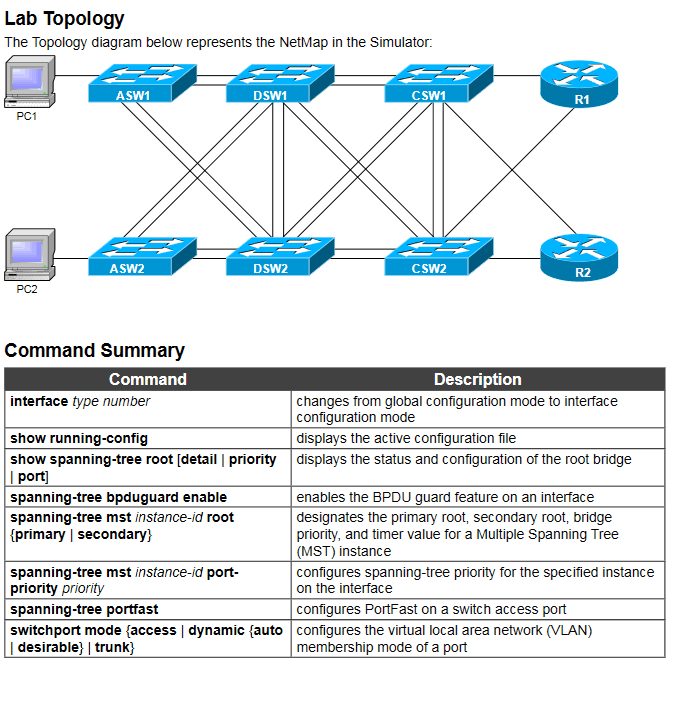 Lab Topology
The Topology diagram below represents the NetMap in the Simulator:
PC1
ASW1
DSW1
CSW1
R1
PC2
ASW2
DSW2
CSW2
R2
Command Summary
Command
Description
interface type number
changes from global configuration mode to interface
configuration mode
show running-config
displays the active configuration file
show spanning-tree root [detail | priority
| port]
displays the status and configuration of the root bridge
spanning-tree bpduguard enable
enables the BPDU guard feature on an interface
spanning-tree mst instance-id root
{primary | secondary}
designates the primary root, secondary root, bridge
priority, and timer value for a Multiple Spanning Tree
(MST) instance
spanning-tree mst instance-id port-
priority priority
configures spanning-tree priority for the specified instance
on the interface
spanning-tree portfast
configures PortFast on a switch access port
switchport mode {access | dynamic {auto
| desirable} | trunk}
configures the virtual local area network (VLAN)
membership mode of a port